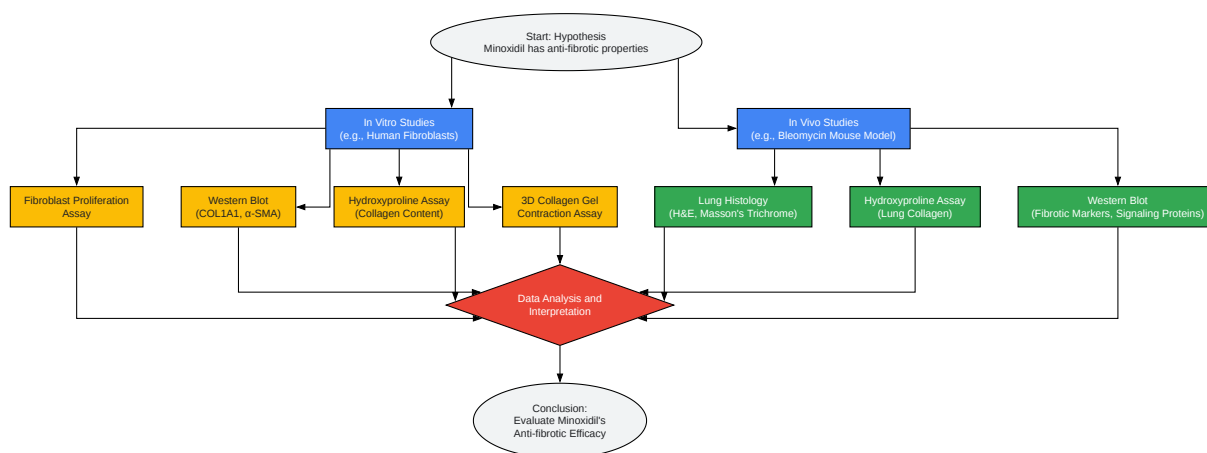 Start: Hypothesis
Minoxidil has anti-fibrotic properties
In Vitro Studies
(e.g., Human Fibroblasts)
In Vivo Studies
(e.g., Bleomycin Mouse Model)
Fibroblast Proliferation
Assay
Western Blot
(COL1A1, α-SMA)
Hydroxyproline Assay
(Collagen Content)
3D Collagen Gel
Contraction Assay
Lung Histology
(H&E, Masson's Trichrome)
Hydroxyproline Assay
(Lung Collagen)
Western Blot
(Fibrotic Markers, Signaling Proteins)
Data Analysis and
Interpretation
Conclusion:
Evaluate Minoxidil's
Anti-fibrotic Efficacy